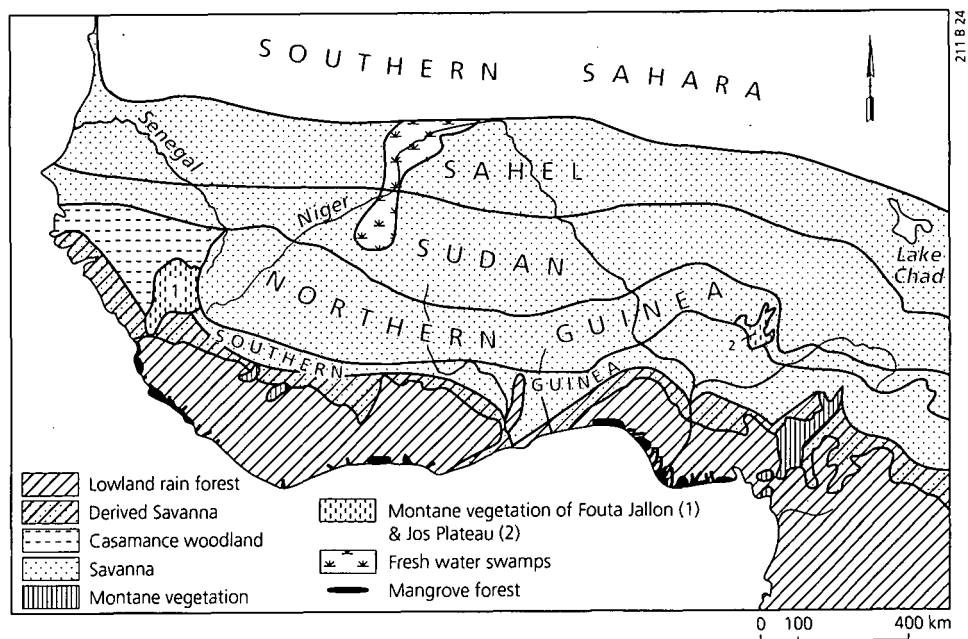 211 B 24
SOUTHERN SAHARA
Senegal
SAHEL
Niger
SUDAN
Lake
Chad
NORTHERN GUINEA
1
2
SOUTHERN
GUINEA
Lowland rain forest
Derived Savanna
Casamance woodland
Savanna
Montane vegetation
Montane vegetation of Fouta Jallon (1)
& Jos Plateau (2)
Fresh water swamps
Mangrove forest
0 100 400 km